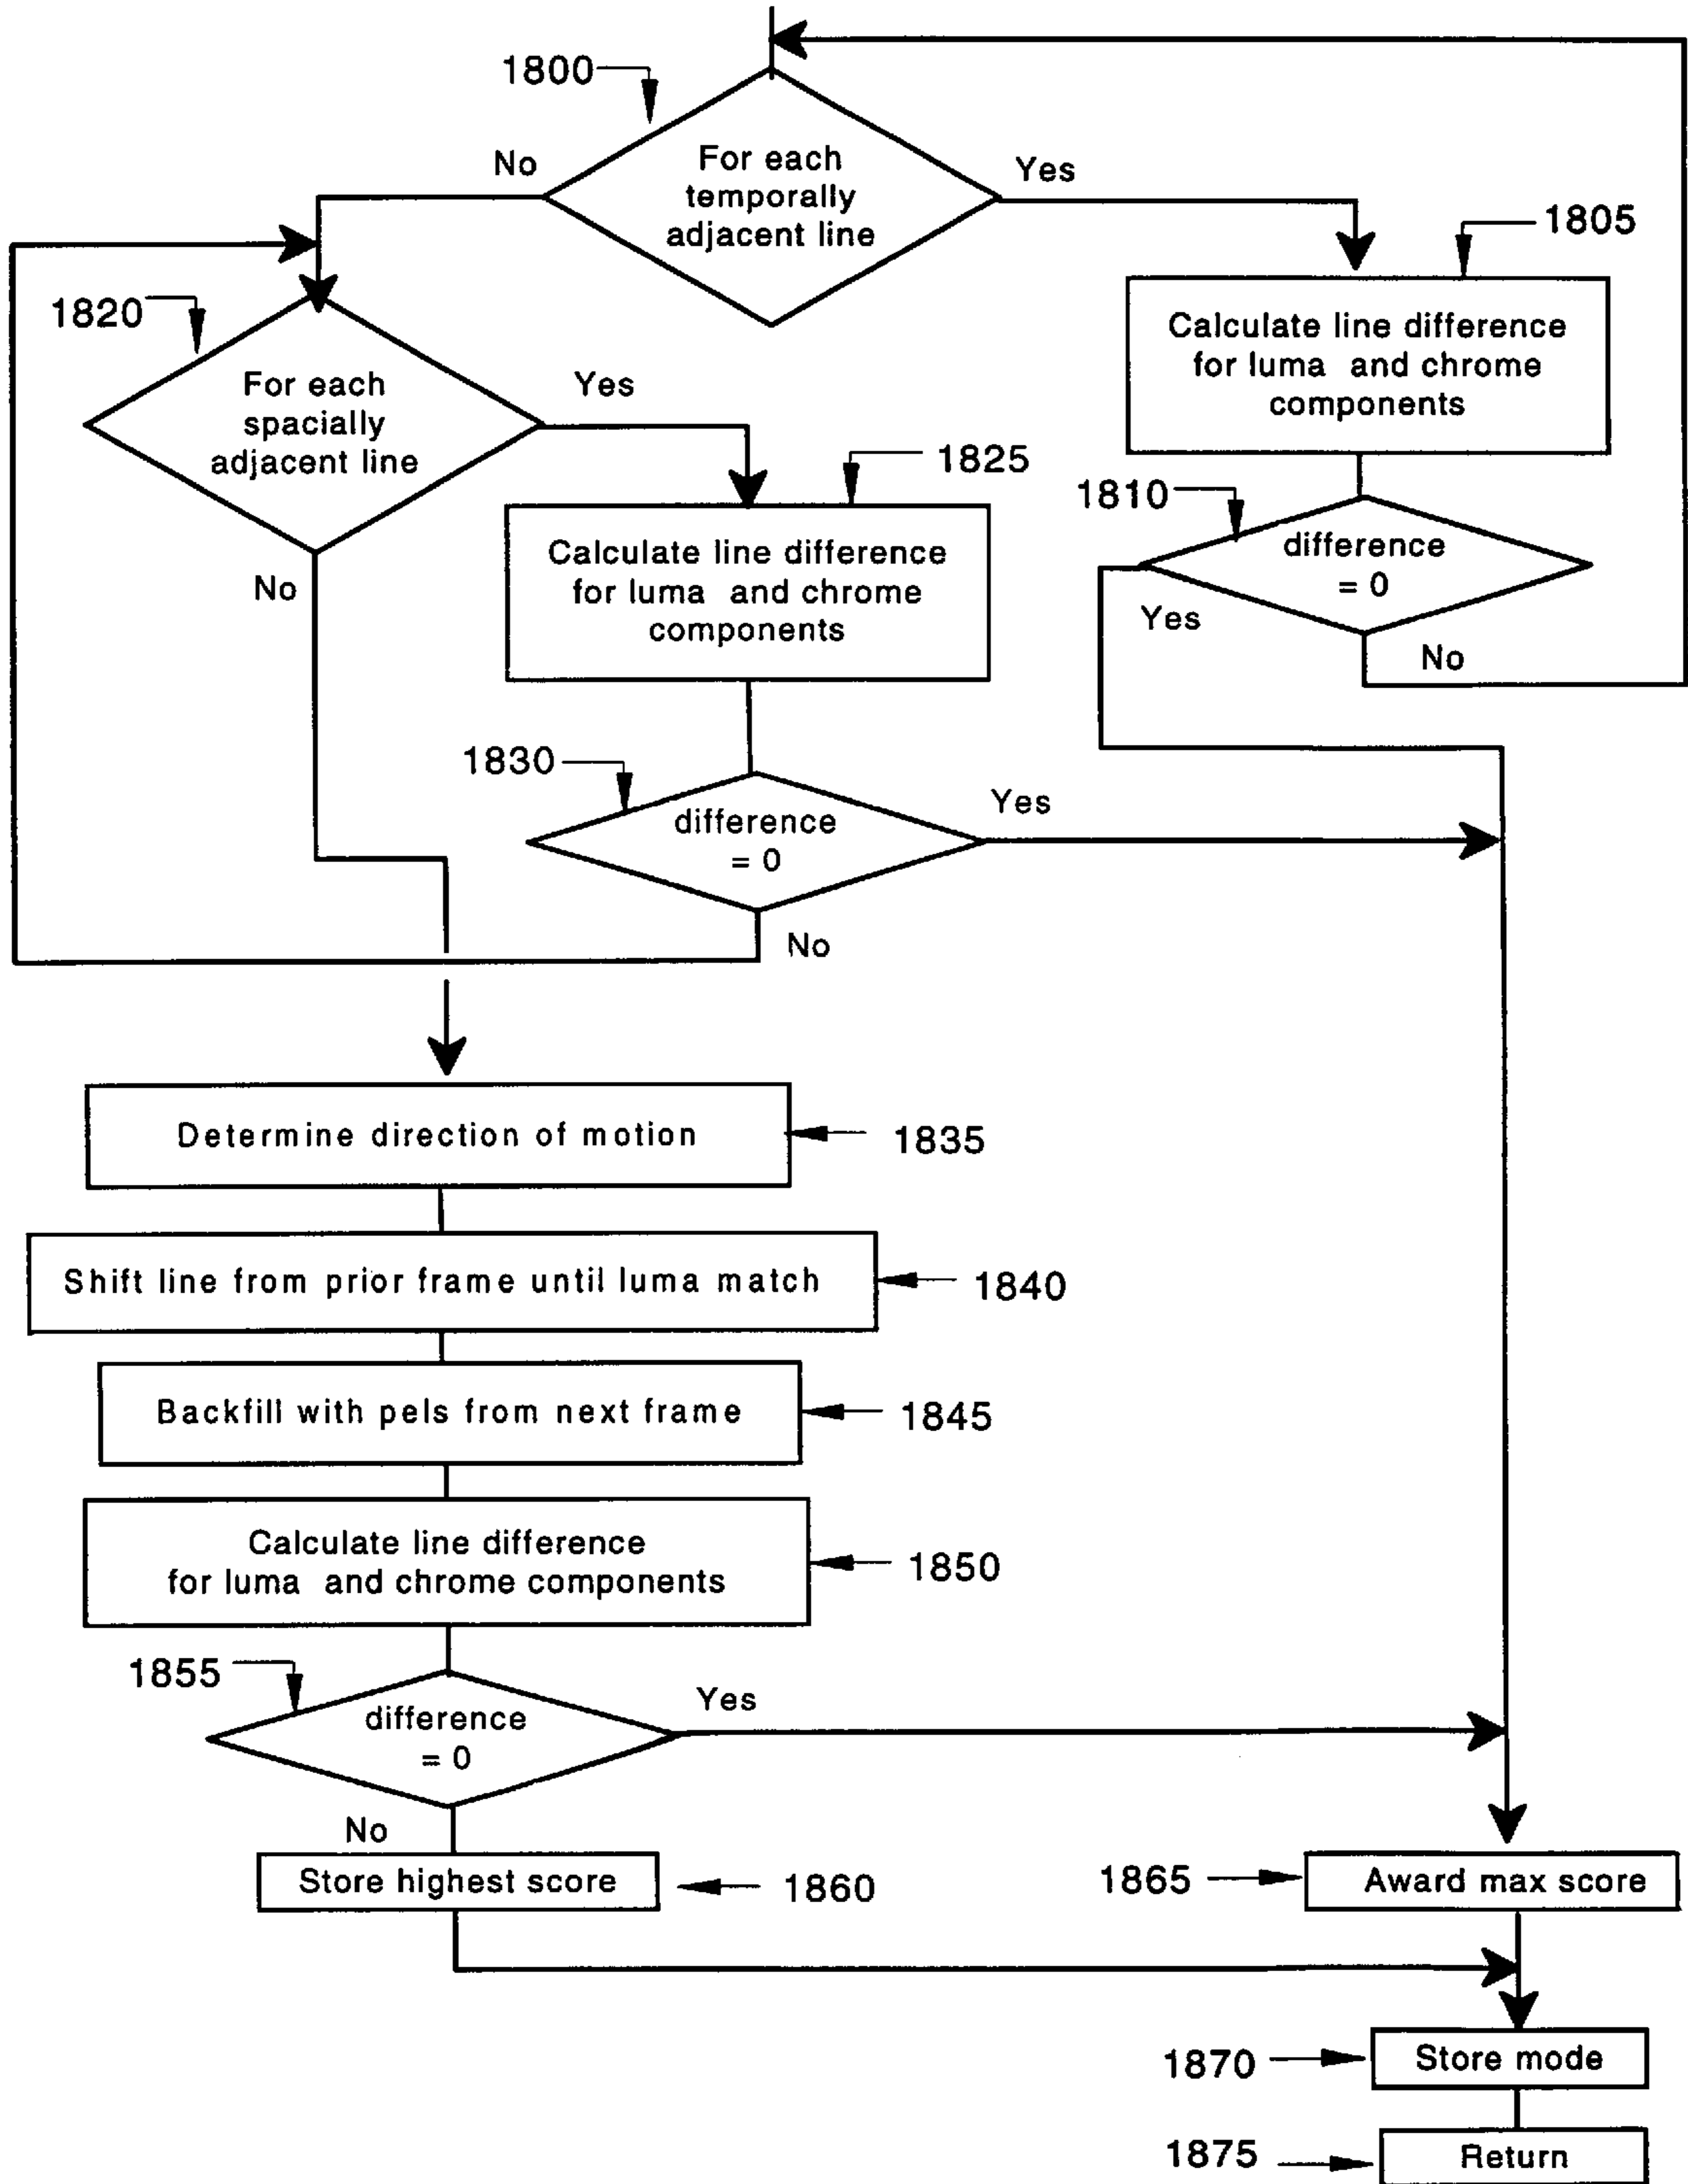 1800
For each
temporally
adjacent line
No
Yes
1805
Calculate line difference
for luma and chrome
components
1820
For each
spacially
adjacent line
Yes
No
1825
Calculate line difference
for luma and chrome
components
1810
difference
= 0
Yes
No
1830
difference
= 0
Yes
No
Determine direction of motion
1835
Shift line from prior frame until luma match
1840
Backfill with pels from next frame
1845
Calculate line difference
for luma and chrome components
1850
1855
difference
= 0
Yes
No
Store highest score
1860
1865
Award max score
1870
Store mode
1875
Return